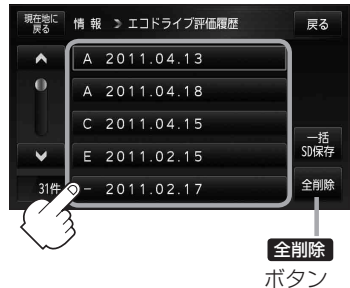 現在地に
戻る
情 報 エコドライブ評価履歴
戻る
A 2011.04.13
A 2011.04.18
C 2011.04.15
E 2011.02.15
− 2011.02.17
31件
一括
SD保存
全削除
全削除
ボタン